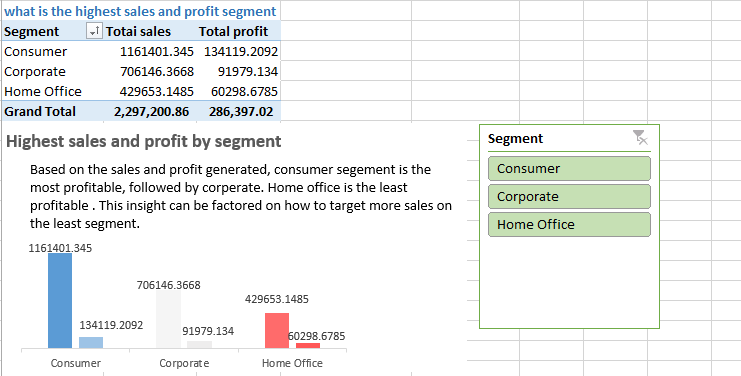 what is the highest sales and profit segment
Segment Total sales Total profit
Consumer 1161401.345 134119.2092
Corporate 706146.3668 91979.134
Home Office 429653.1485 60298.6785
Grand Total 2,297,200.86 286,397.02
Highest sales and profit by segment
Based on the sales and profit generated, consumer segement is the
most profitable, followed by corperate. Home office is the least
profitable . This insight can be factored on how to target more sales on
the least segment.
1161401.345
706146.3668
429653.1485
134119.2092
91979.134
60298.6785
Consumer Corporate Home Office
Segment
Consumer
Corporate
Home Office